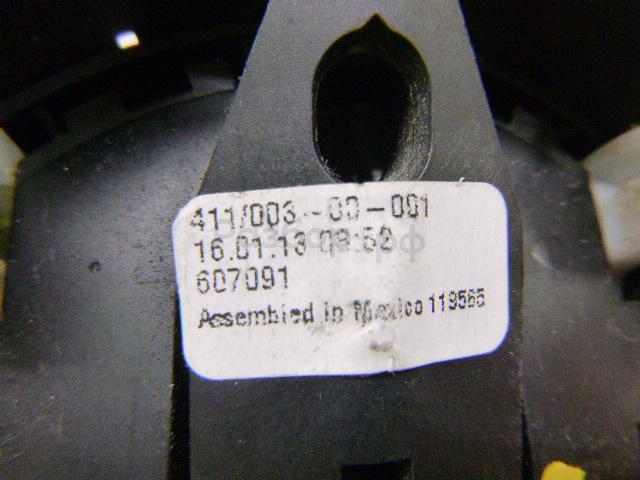 411/003-00-001
16.01.13 09:52
607091
Assembled in Mexico 119565